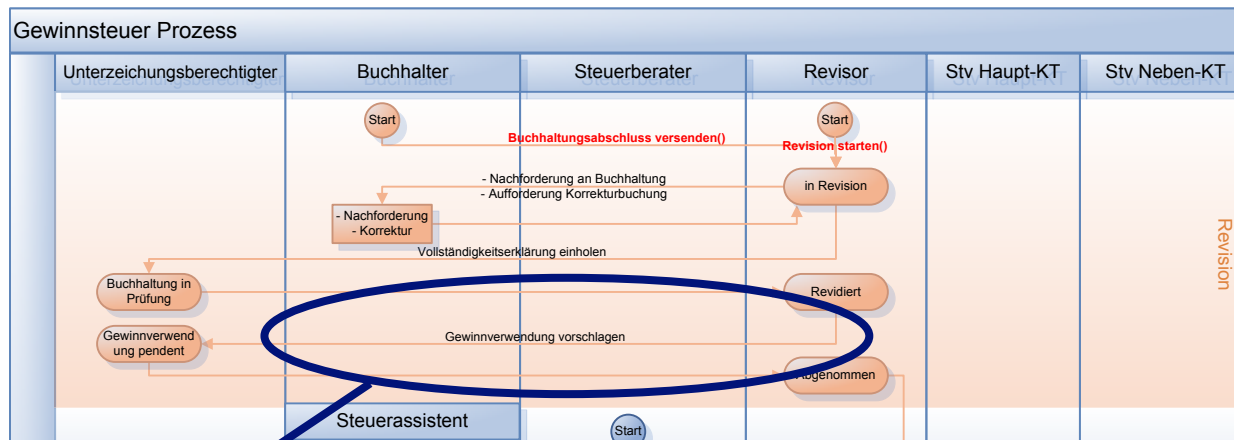 Gewinnsteuer Prozess
Unterzeichungsberechtigter
Buchhalter
Steuerberater
Revisor
Stv Haupt-KT
Stv Neben-KT
Start
Start
Buchhaltungsabschluss versenden()
Revision starten()
- Nachforderung an Buchhaltung
- Aufforderung Korrekturbuchung
in Revision
- Nachforderung
- Korrektur
Revision
Vollständigkeitserklärung einholen
Buchhaltung in
Prüfung
Revidiert
Gewinnverwend
ung pendent
Gewinnverwendung vorschlagen
Abgenommen
Steuerassistent
Start